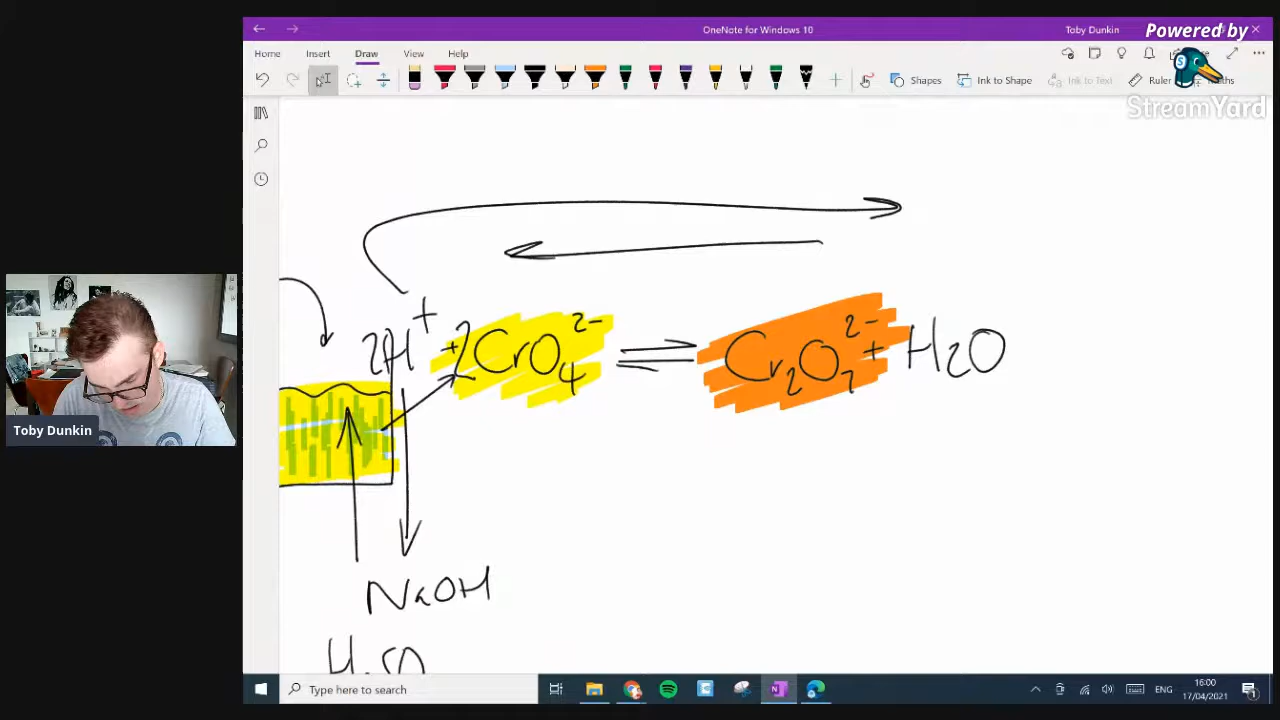 OneNote for Windows 10
Toby Dunkin
Powered by
StreamYard
Home Insert Draw View Help
Shapes
Ink to Shape
Ink to Text
Ruler
2H+ + 2CrO4 2- ⇌ Cr2O7 2- + H2O
Toby Dunkin
NaOH
Type here to search
ENG
16:00
17/04/2021